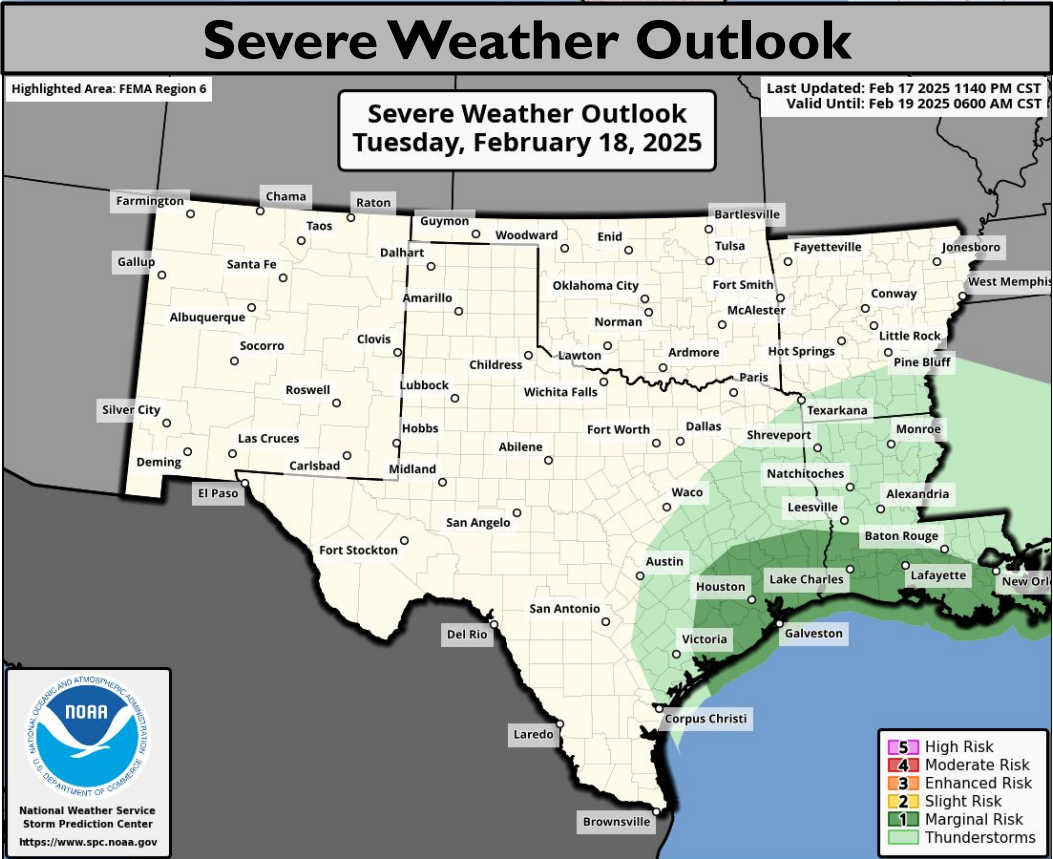 Severe Weather Outlook
Highlighted Area: FEMA Region 6
Last Updated: Feb 17 2025 1140 PM CST
Valid Until: Feb 19 2025 0600 AM CST
Severe Weather Outlook
Tuesday, February 18, 2025
Farmington
Chama
Raton
Taos
Guymon
Woodward
Enid
Bartlesville
Tulsa
Fayetteville
Jonesboro
Gallup
Santa Fe
Dalhart
Oklahoma City
Fort Smith
Conway
West Memphis
Albuquerque
Amarillo
Norman
McAlester
Little Rock
Socorro
Clovis
Childress
Lawton
Ardmore
Hot Springs
Pine Bluff
Roswell
Lubbock
Wichita Falls
Paris
Texarkana
Silver City
Las Cruces
Hobbs
Fort Worth
Dallas
Shreveport
Monroe
Deming
Carlsbad
Midland
Abilene
Natchitoches
El Paso
Waco
Alexandria
San Angelo
Leesville
Fort Stockton
Austin
Baton Rouge
Houston
Lake Charles
Lafayette
New Orl
San Antonio
Del Rio
Victoria
Galveston
Laredo
Corpus Christi
Brownsville
NATIONAL OCEANIC AND ATMOSPHERIC ADMINISTRATION
NOAA
U.S. DEPARTMENT OF COMMERCE
National Weather Service
Storm Prediction Center
https://www.spc.noaa.gov
5 High Risk
4 Moderate Risk
3 Enhanced Risk
2 Slight Risk
1 Marginal Risk
Thunderstorms